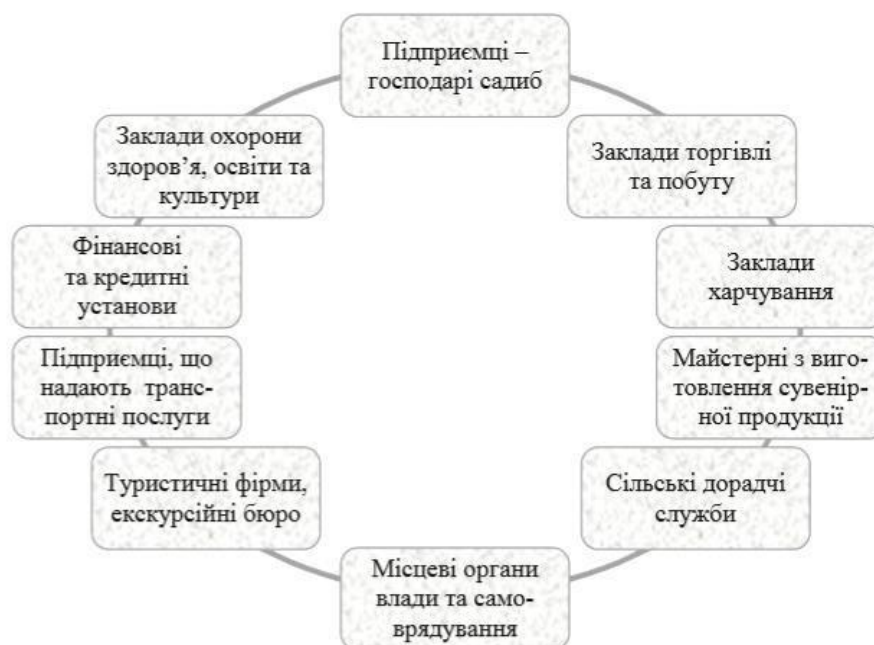 Підприємці –
господарі садиб
Заклади торгівлі
та побуту
Заклади
харчування
Майстерні з виго-
товлення сувенір-
ної продукції
Сільські дорадчі
служби
Місцеві органи
влади та само-
врядування
Туристичні фірми,
екскурсійні бюро
Підприємці, що
надають транс-
портні послуги
Фінансові
та кредитні
установи
Заклади охорони
здоров’я, освіти та
культури